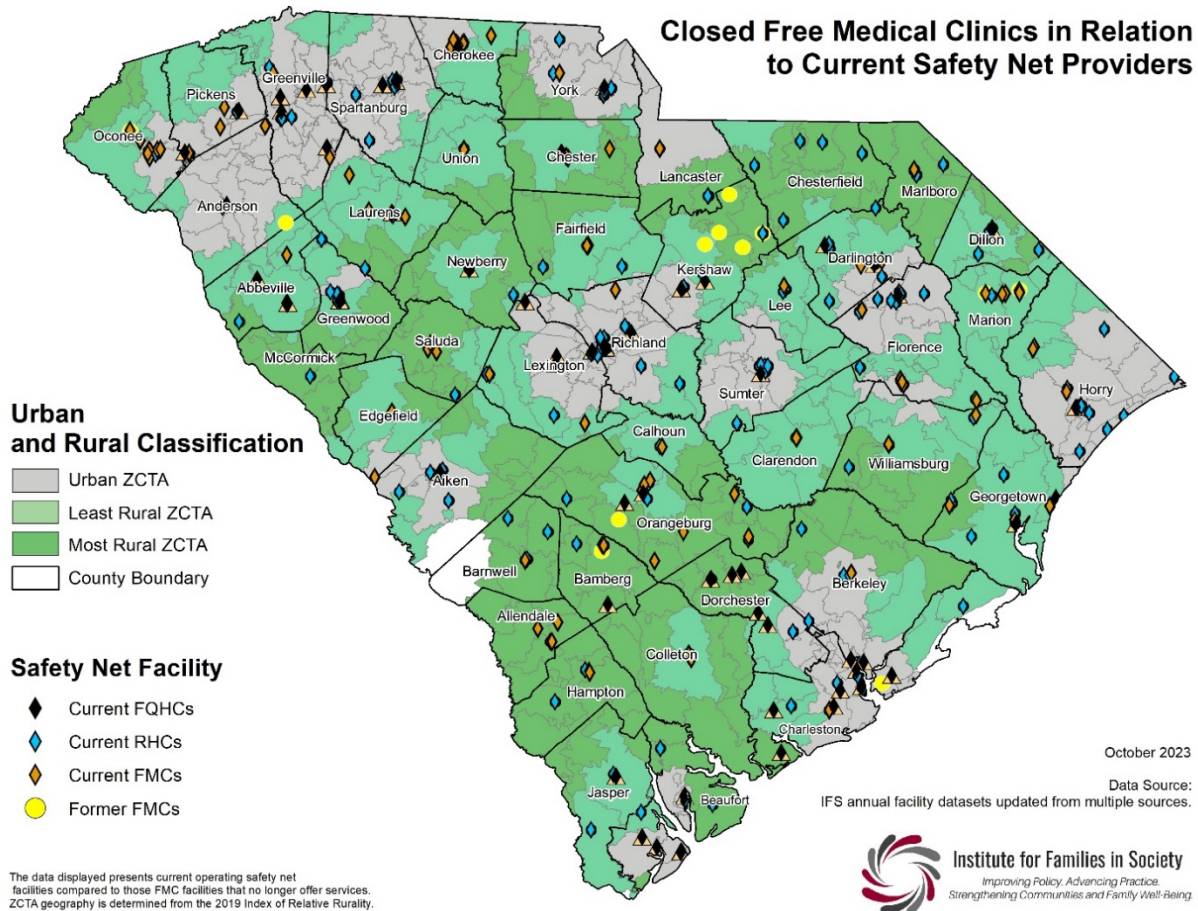 Closed Free Medical Clinics in Relation
to Current Safety Net Providers
Cherokee
Greenville
York
Pickens
Spartanburg
Oconee
Union
Chester
Lancaster
Chesterfield
Marlboro
Anderson
Laurens
Fairfield
Dillon
Newberry
Darlington
Kershaw
Abbeville
Lee
Marion
Greenwood
Saluda
Richland
McCormick
Lexington
Florence
Horry
Sumter
Edgefield
Calhoun
Clarendon
Williamsburg
Aiken
Georgetown
Orangeburg
Barnwell
Bamberg
Berkeley
Dorchester
Allendale
Colleton
Hampton
Charleston
Jasper
Beaufort
Urban
and Rural Classification
Urban ZCTA
Least Rural ZCTA
Most Rural ZCTA
County Boundary
Safety Net Facility
Current FQHCs
Current RHCs
Current FMCs
Former FMCs
The data displayed presents current operating safety net
facilities compared to those FMC facilities that no longer offer services.
ZCTA geography is determined from the 2019 Index of Relative Rurality.
October 2023
Data Source:
IFS annual facility datasets updated from multiple sources.
Institute for Families in Society
Improving Policy. Advancing Practice.
Strengthening Communities and Family Well-Being